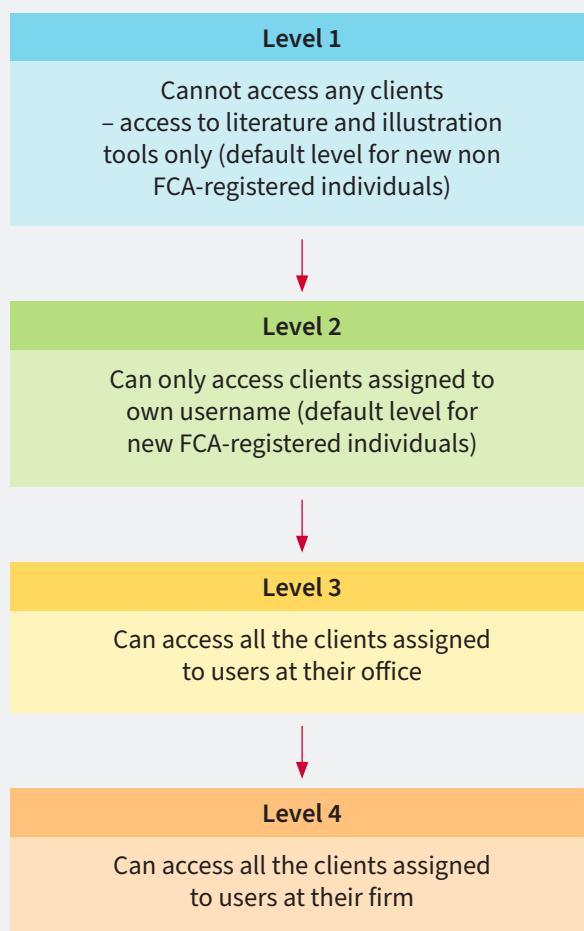 Level 1
Cannot access any clients
– access to literature and illustration
tools only (default level for new non
FCA-registered individuals)
Level 2
Can only access clients assigned to
own username (default level for
new FCA-registered individuals)
Level 3
Can access all the clients assigned
to users at their office
Level 4
Can access all the clients assigned
to users at their firm